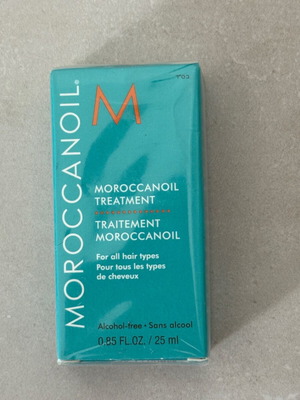 MOROCCANOIL®
M
MOROCCANOIL
TREATMENT
TRAITEMENT
MOROCCANOIL
For all hair types
Pour tous les types
de cheveux
Alcohol-free • Sans alcool
0.85 FL.OZ. / 25 ml